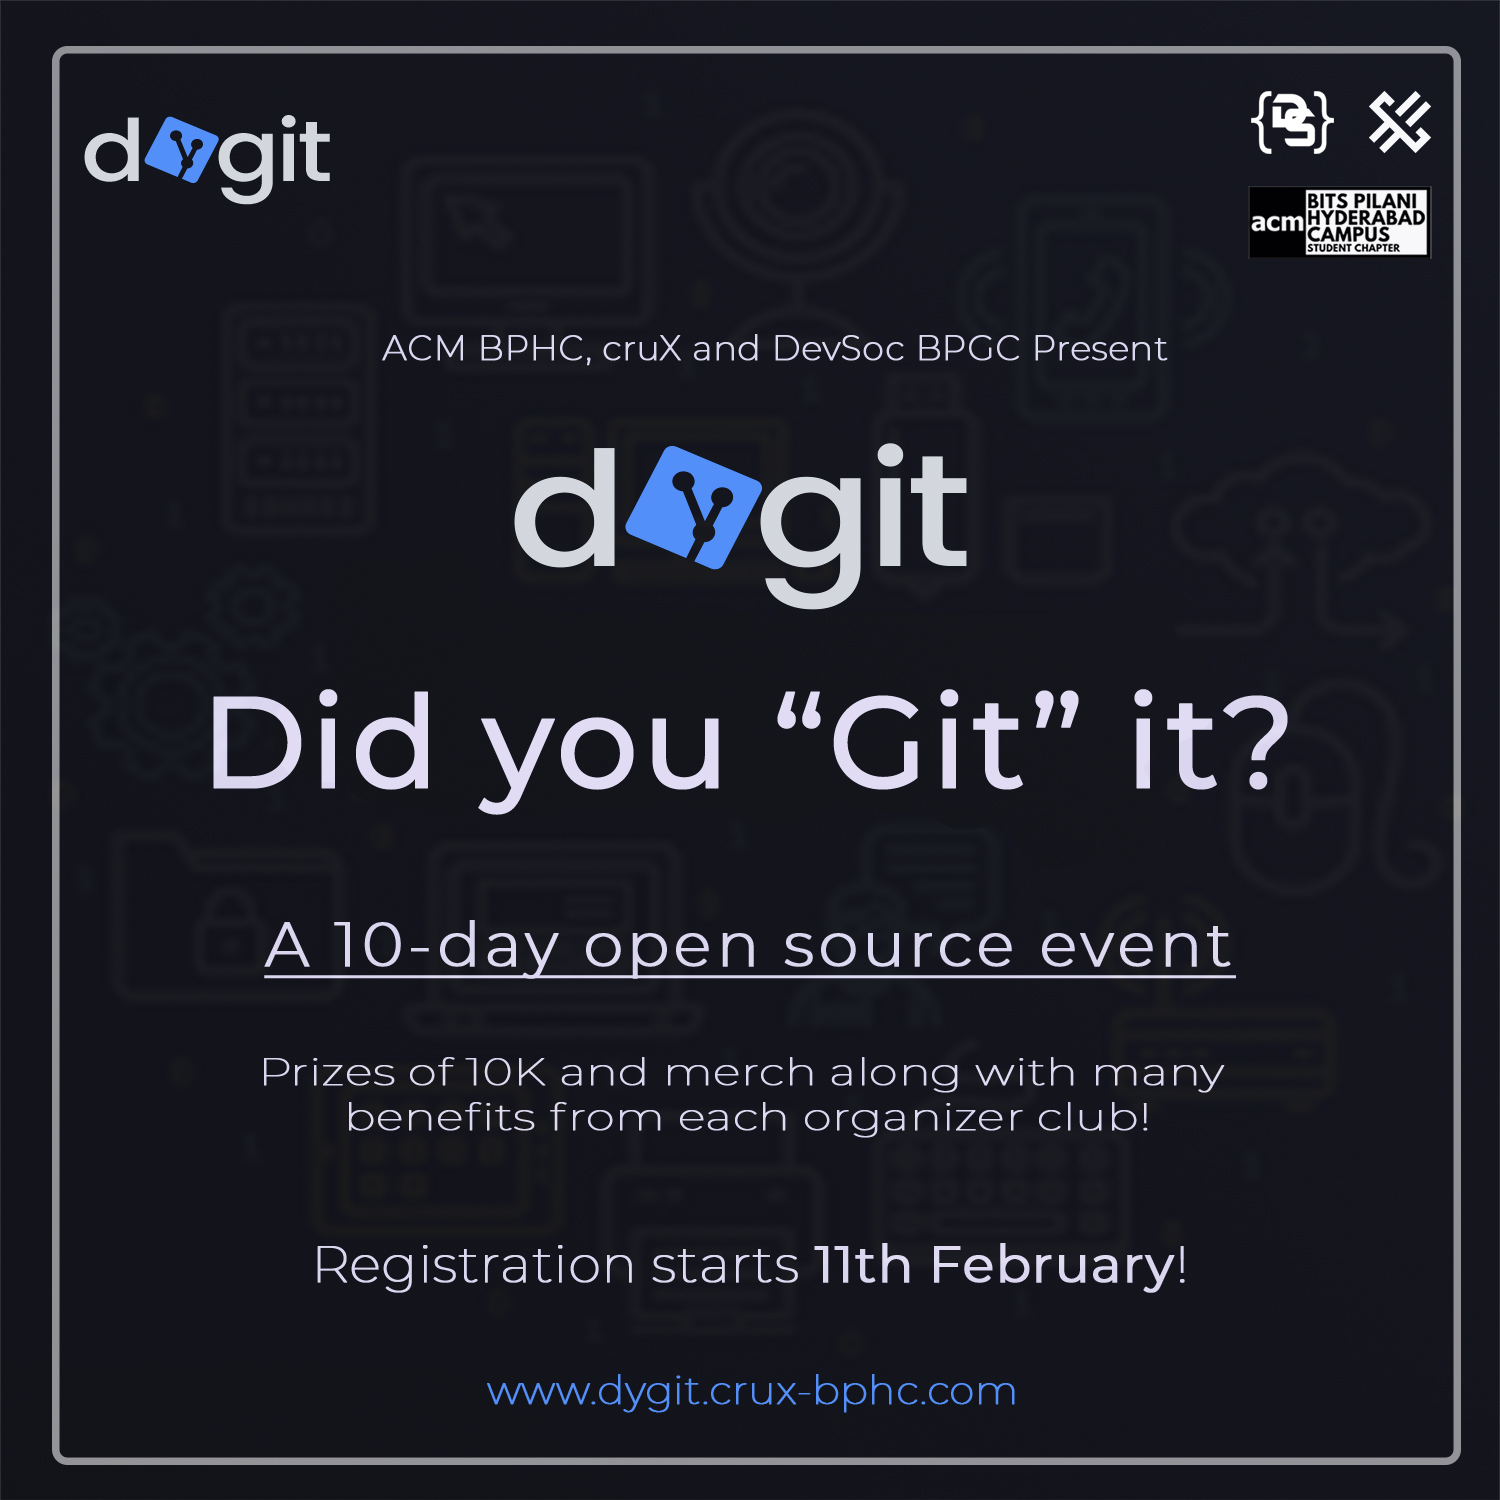 dygit
DS
acm
BITS PILANI
HYDERABAD
CAMPUS
STUDENT CHAPTER
ACM BPHC, cruX and DevSoc BPGC Present
dygit
Did you “Git” it?
A 10-day open source event
Prizes of 10K and merch along with many
benefits from each organizer club!
Registration starts 11th February!
www.dygit.crux-bphc.com